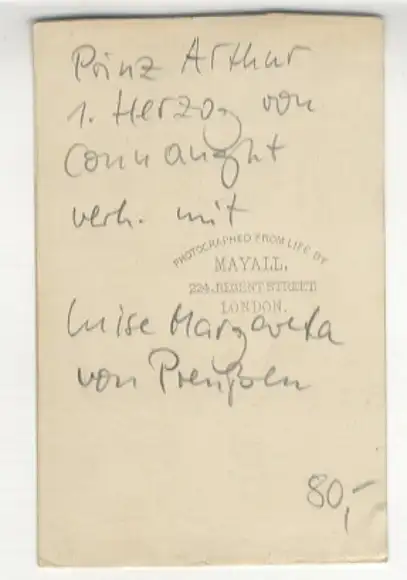 Prinz Arthur
1. Herzog von
Connaught
verh. mit
PHOTOGRAPHED FROM LIFE BY
MAYALL,
224, REGENT STREET
LONDON.
Luise Margareta
von Preußen
80,-